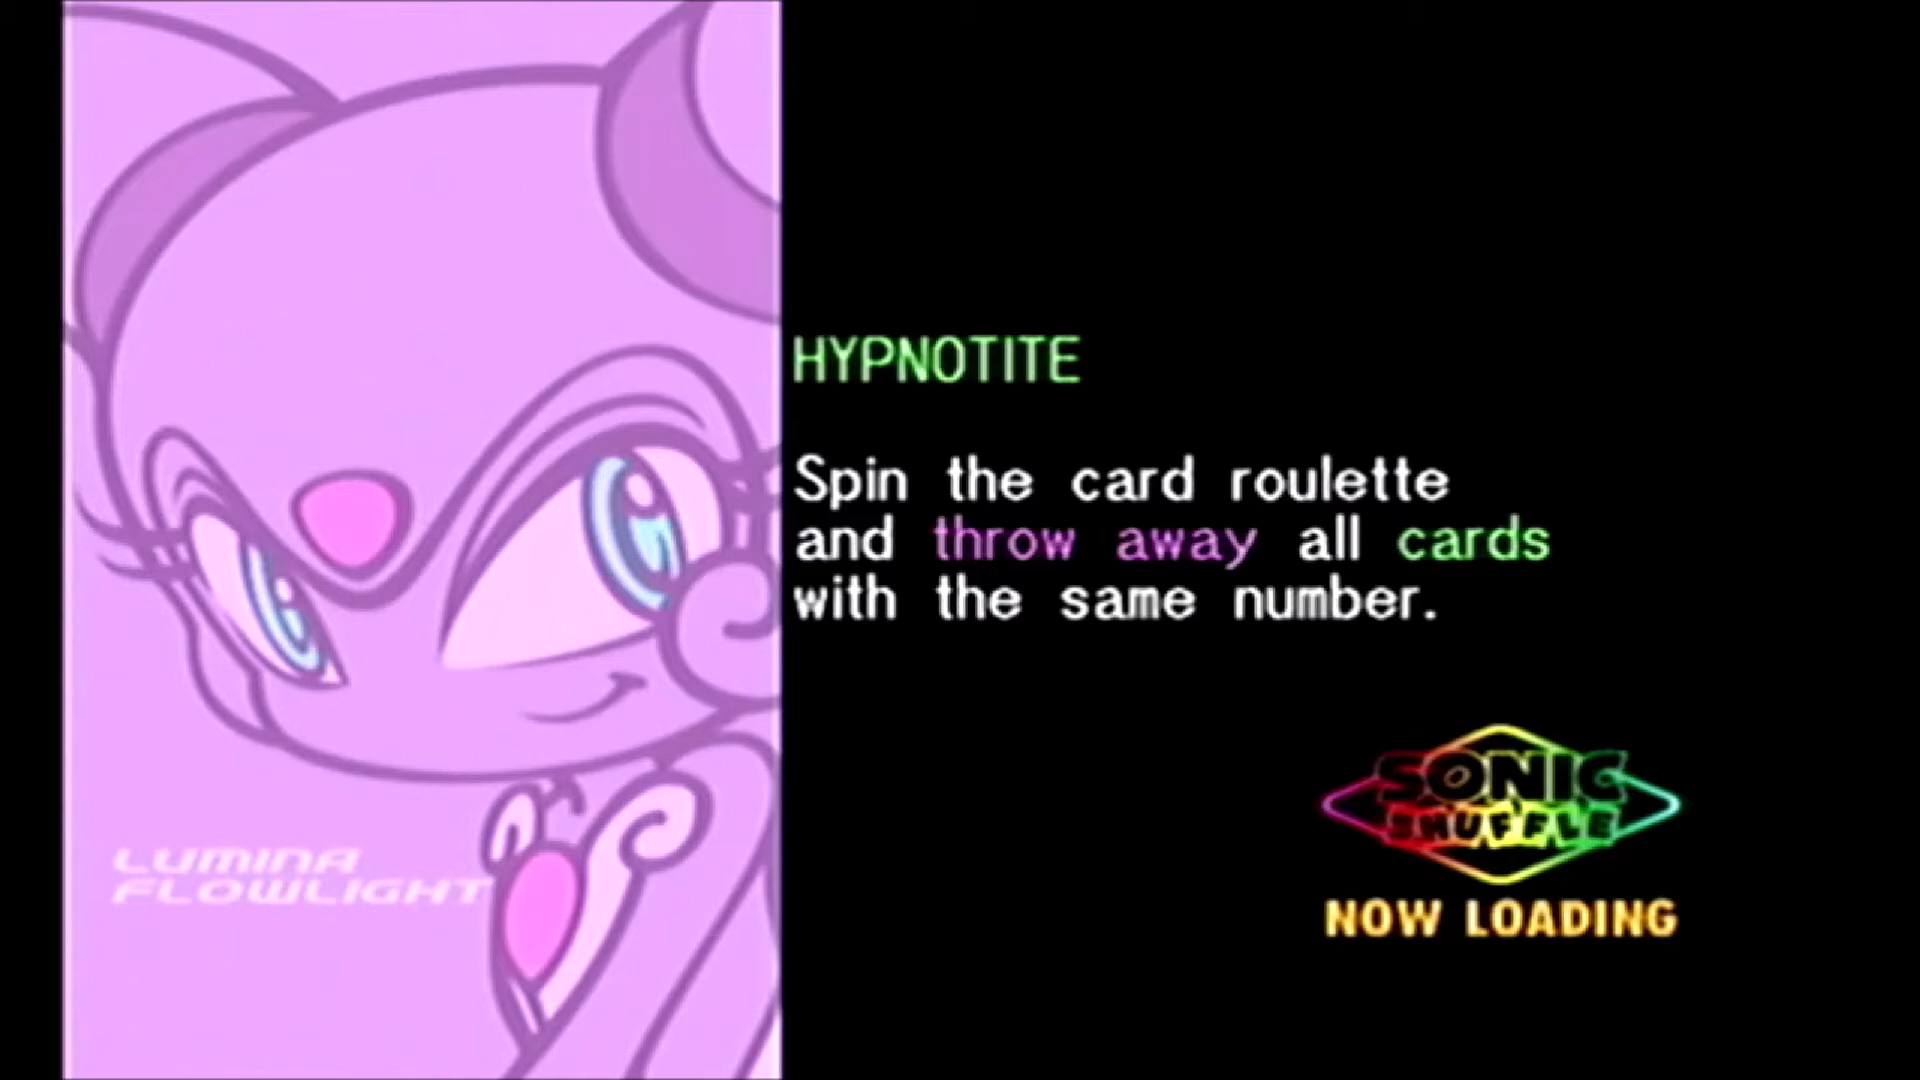 HYPNOTITE
Spin the card roulette
and throw away all cards
with the same number.
LUMINA
FLOWLIGHT
SONIC
SHUFFLE
NOW LOADING